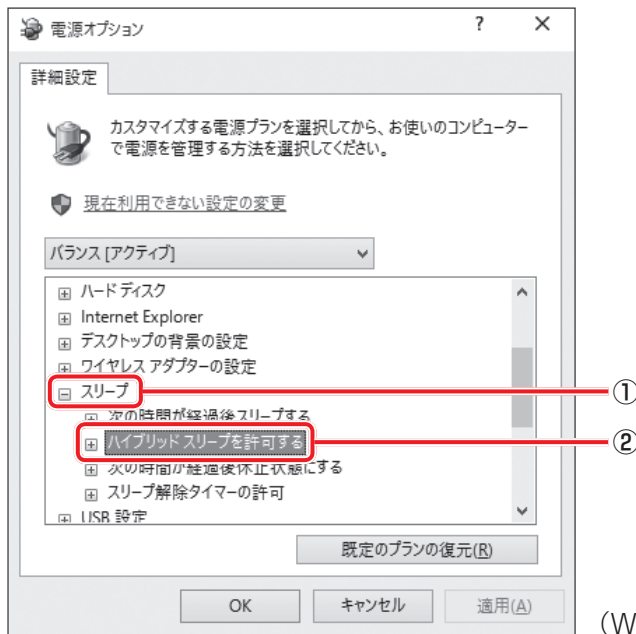 電源オプション
?
×
詳細設定
カスタマイズする電源プランを選択してから、お使いのコンピューター
で電源を管理する方法を選択してください。
現在利用できない設定の変更
バランス [アクティブ]
ハード ディスク
Internet Explorer
デスクトップの背景の設定
ワイヤレス アダプターの設定
スリープ
①
次の時間が経過後スリープする
ハイブリッド スリープを許可する
②
次の時間が経過後休止状態にする
スリープ解除タイマーの許可
USB 設定
既定のプランの復元(R)
OK
キャンセル
適用(A)
(W